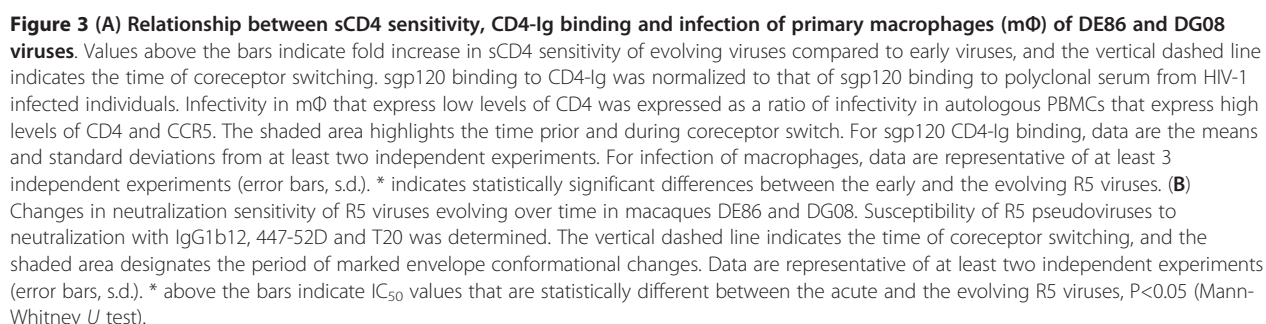 Figure 3 (A) Relationship between sCD4 sensitivity, CD4-Ig binding and infection of primary macrophages (mΦ) of DE86 and DG08
viruses. Values above the bars indicate fold increase in sCD4 sensitivity of evolving viruses compared to early viruses, and the vertical dashed line
indicates the time of coreceptor switching. sgp120 binding to CD4-Ig was normalized to that of sgp120 binding to polyclonal serum from HIV-1
infected individuals. Infectivity in mΦ that express low levels of CD4 was expressed as a ratio of infectivity in autologous PBMCs that express high
levels of CD4 and CCR5. The shaded area highlights the time prior and during coreceptor switch. For sgp120 CD4-Ig binding, data are the means
and standard deviations from at least two independent experiments. For infection of macrophages, data are representative of at least 3
independent experiments (error bars, s.d.). * indicates statistically significant differences between the early and the evolving R5 viruses. (B)
Changes in neutralization sensitivity of R5 viruses evolving over time in macaques DE86 and DG08. Susceptibility of R5 pseudoviruses to
neutralization with IgG1b12, 447-52D and T20 was determined. The vertical dashed line indicates the time of coreceptor switching, and the
shaded area designates the period of marked envelope conformational changes. Data are representative of at least two independent experiments
(error bars, s.d.). * above the bars indicate IC50 values that are statistically different between the acute and the evolving R5 viruses, P<0.05 (Mann-
Whitney U test).